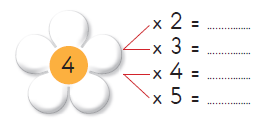 4
x 2 = ................
x 3 = ................
x 4 = ................
x 5 = ................